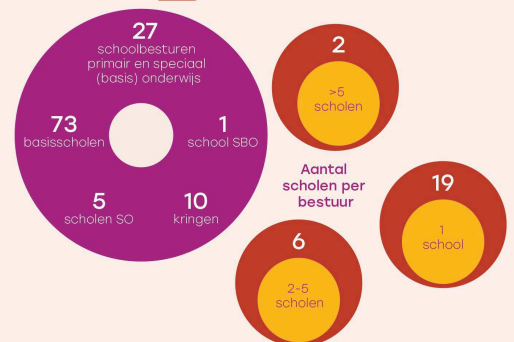 27
schoolbesturen
primair en speciaal
(basis) onderwijs
73
basisscholen
1
school SBO
5
scholen SO
10
kringen
2
>5
scholen
Aantal
scholen per
bestuur
19
1
school
6
2-5
scholen